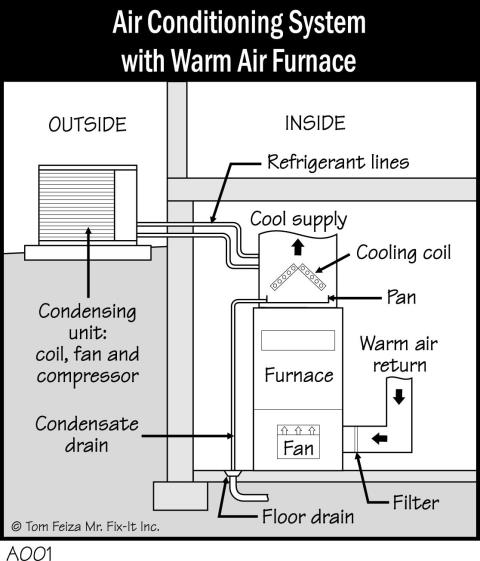 Air Conditioning System
with Warm Air Furnace
OUTSIDE
INSIDE
Refrigerant lines
Cool supply
Cooling coil
Pan
Condensing
unit:
coil, fan and
compressor
Warm air
return
Furnace
Condensate
drain
Fan
Filter
Floor drain
© Tom Feiza Mr. Fix-It Inc.
A001